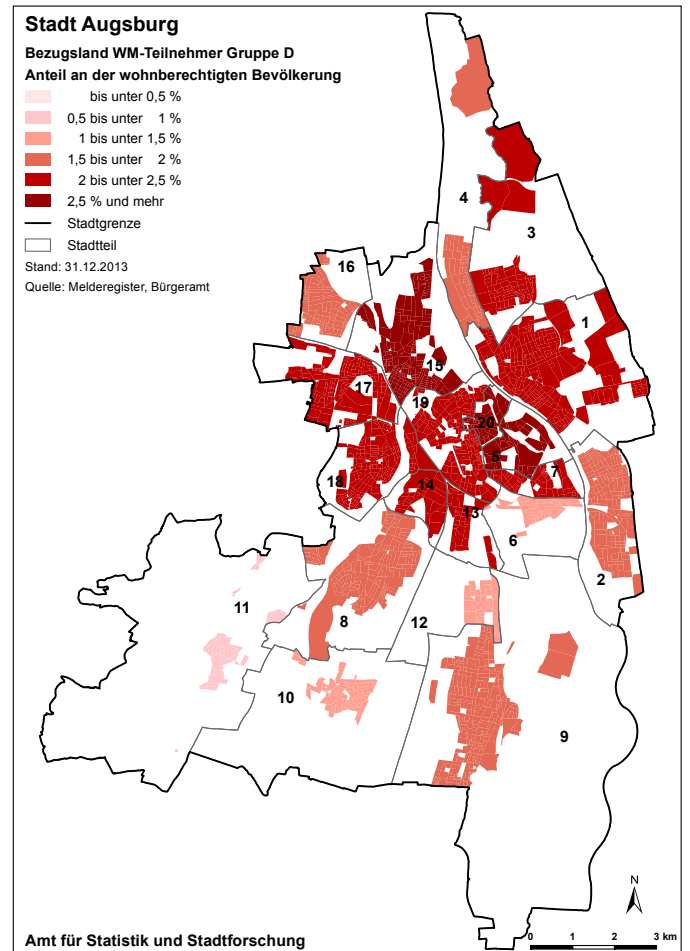 Stadt Augsburg
Bezugsland WM-Teilnehmer Gruppe D
Anteil an der wohnberechtigten Bevölkerung
bis unter 0,5 %
0,5 bis unter 1 %
1 bis unter 1,5 %
1,5 bis unter 2 %
2 bis unter 2,5 %
2,5 % und mehr
Stadtgrenze
Stadtteil
Stand: 31.12.2013
Quelle: Melderegister, Bürgeramt
4
3
16
1
15
17
19
20
5
7
18
14
13
6
2
11
8
12
10
9
N
Amt für Statistik und Stadtforschung
0 1 2 3 km